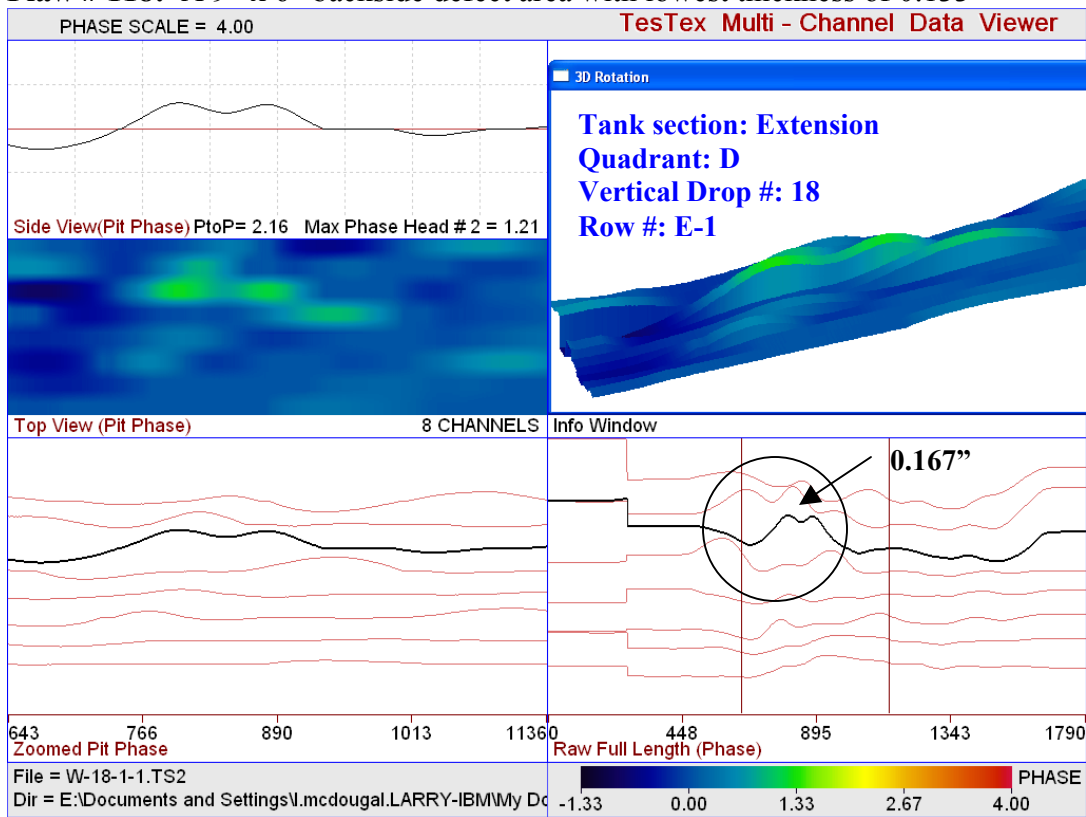 PHASE SCALE = 4.00
TesTex Multi - Channel Data Viewer
3D Rotation
Tank section: Extension
Quadrant: D
Vertical Drop #: 18
Row #: E-1
Side View(Pit Phase) PtoP= 2.16 Max Phase Head # 2 = 1.21
Top View (Pit Phase) 8 CHANNELS
Info Window
0.167”
643 766 890 1013 1136
Zoomed Pit Phase
0 448 895 1343 1790
Raw Full Length (Phase)
File = W-18-1-1.TS2
Dir = E:\Documents and Settings\l.mcdougal.LARRY-IBM\My Do
PHASE
-1.33 0.00 1.33 2.67 4.00